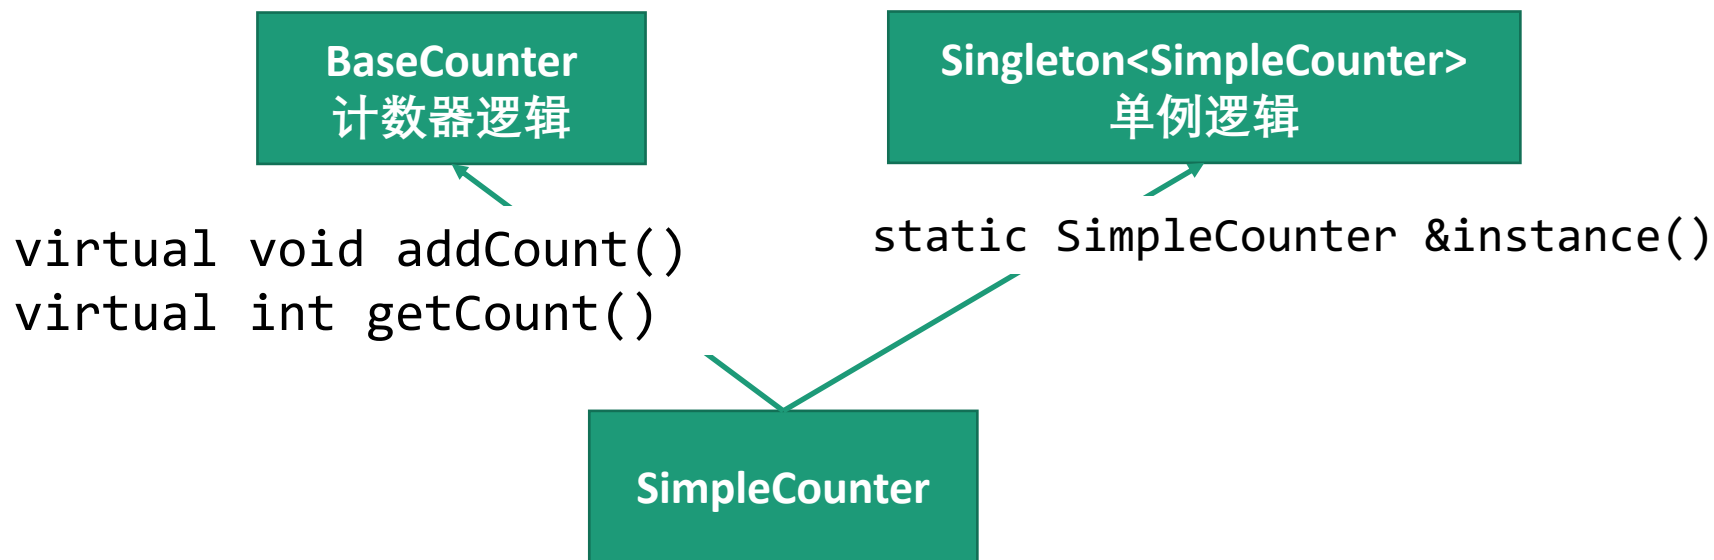 BaseCounter
计数器逻辑
Singleton<SimpleCounter>
单例逻辑
virtual void addCount()
virtual int getCount()
static SimpleCounter &instance()
SimpleCounter